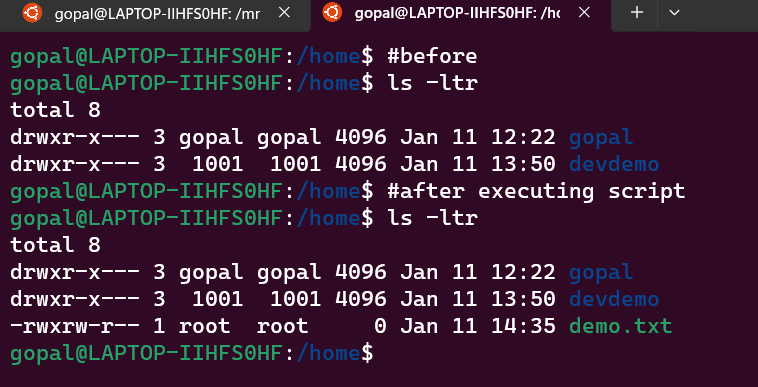 gopal@LAPTOP-IIHFS0HF: /mr
gopal@LAPTOP-IIHFS0HF: /ho
gopal@LAPTOP-IIHFS0HF:/home$ #before
gopal@LAPTOP-IIHFS0HF:/home$ ls -ltr
total 8
drwxr-x--- 3 gopal gopal 4096 Jan 11 12:22 gopal
drwxr-x--- 3  1001  1001 4096 Jan 11 13:50 devdemo
gopal@LAPTOP-IIHFS0HF:/home$ #after executing script
gopal@LAPTOP-IIHFS0HF:/home$ ls -ltr
total 8
drwxr-x--- 3 gopal gopal 4096 Jan 11 12:22 gopal
drwxr-x--- 3  1001  1001 4096 Jan 11 13:50 devdemo
-rwxrw-r-- 1 root  root     0 Jan 11 14:35 demo.txt
gopal@LAPTOP-IIHFS0HF:/home$